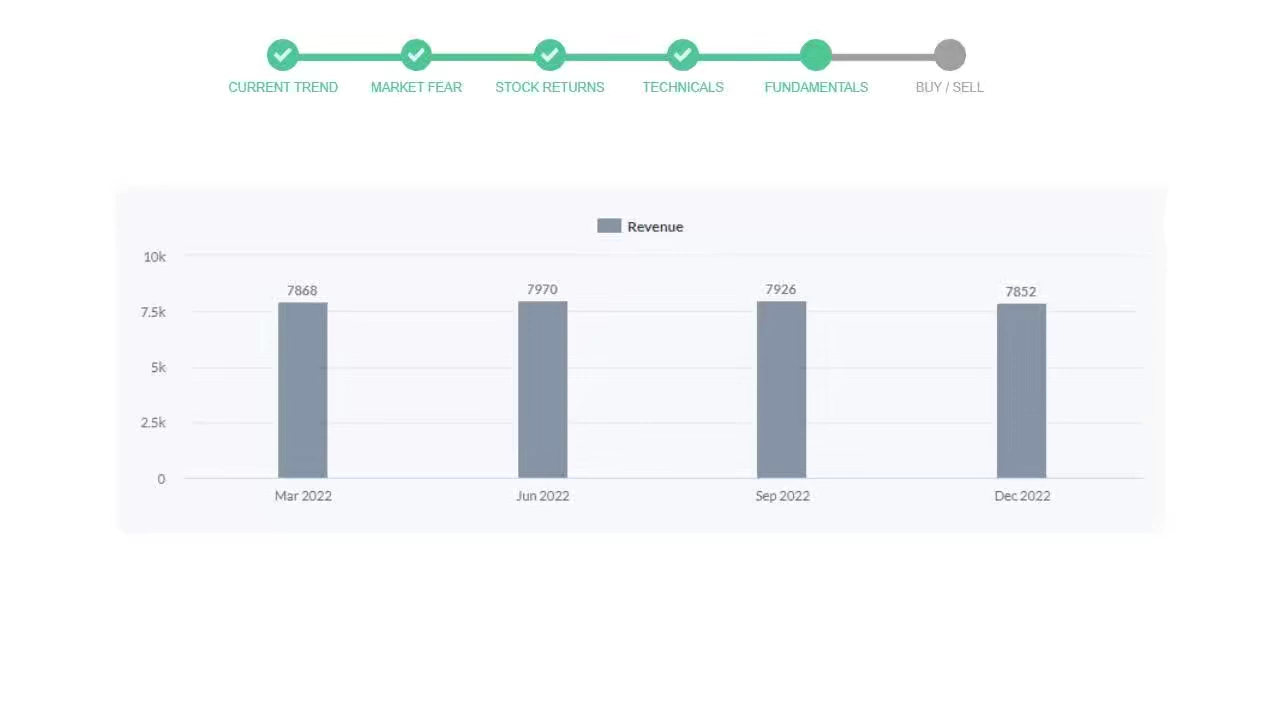 CURRENT TREND MARKET FEAR STOCK RETURNS TECHNICALS FUNDAMENTALS BUY / SELL
Revenue
10k
7868 7970 7926 7852
7.5k
5k
2.5k
0
Mar 2022 Jun 2022 Sep 2022 Dec 2022